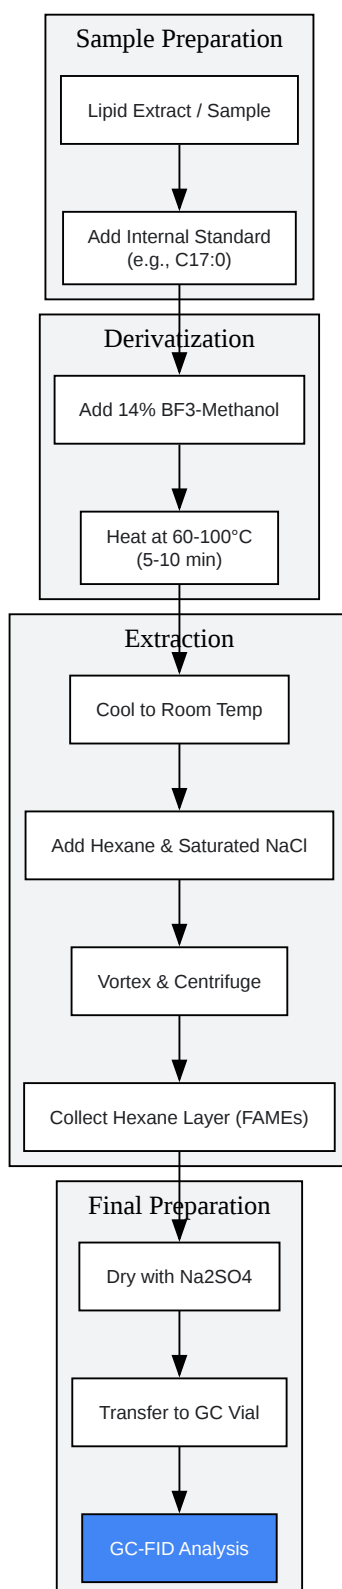 Sample Preparation
Lipid Extract / Sample
Add Internal Standard
(e.g., C17:0)
Derivatization
Add 14% BF3-Methanol
Heat at 60-100°C
(5-10 min)
Extraction
Cool to Room Temp
Add Hexane & Saturated NaCl
Vortex & Centrifuge
Collect Hexane Layer (FAMEs)
Final Preparation
Dry with Na2SO4
Transfer to GC Vial
GC-FID Analysis